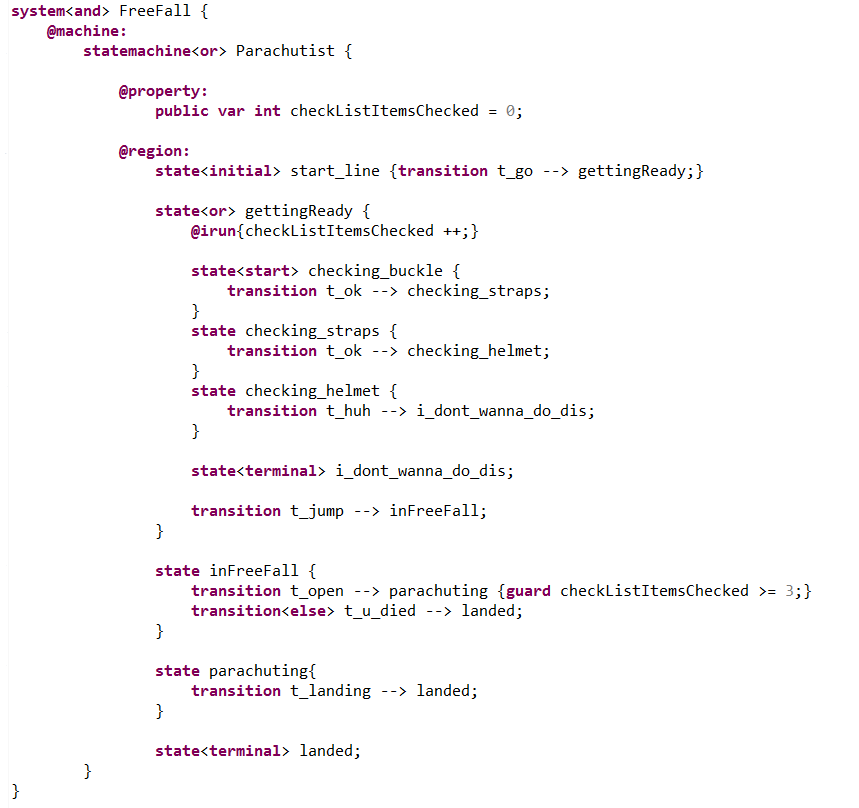 system<and> FreeFall {
@machine:
statemachine<or> Parachutist {
@property:
public var int checkListItemsChecked = 0;
@region:
state<initial> start_line {transition t_go --> gettingReady;}
state<or> gettingReady {
@irun{checkListItemsChecked ++;}
state<start> checking_buckle {
transition t_ok --> checking_straps;
}
state checking_straps {
transition t_ok --> checking_helmet;
}
state checking_helmet {
transition t_huh --> i_dont_wanna_do_dis;
}
state<terminal> i_dont_wanna_do_dis;
transition t_jump --> inFreeFall;
}
state inFreeFall {
transition t_open --> parachuting {guard checkListItemsChecked >= 3;}
transition<else> t_u_died --> landed;
}
state parachuting{
transition t_landing --> landed;
}
state<terminal> landed;
}
}